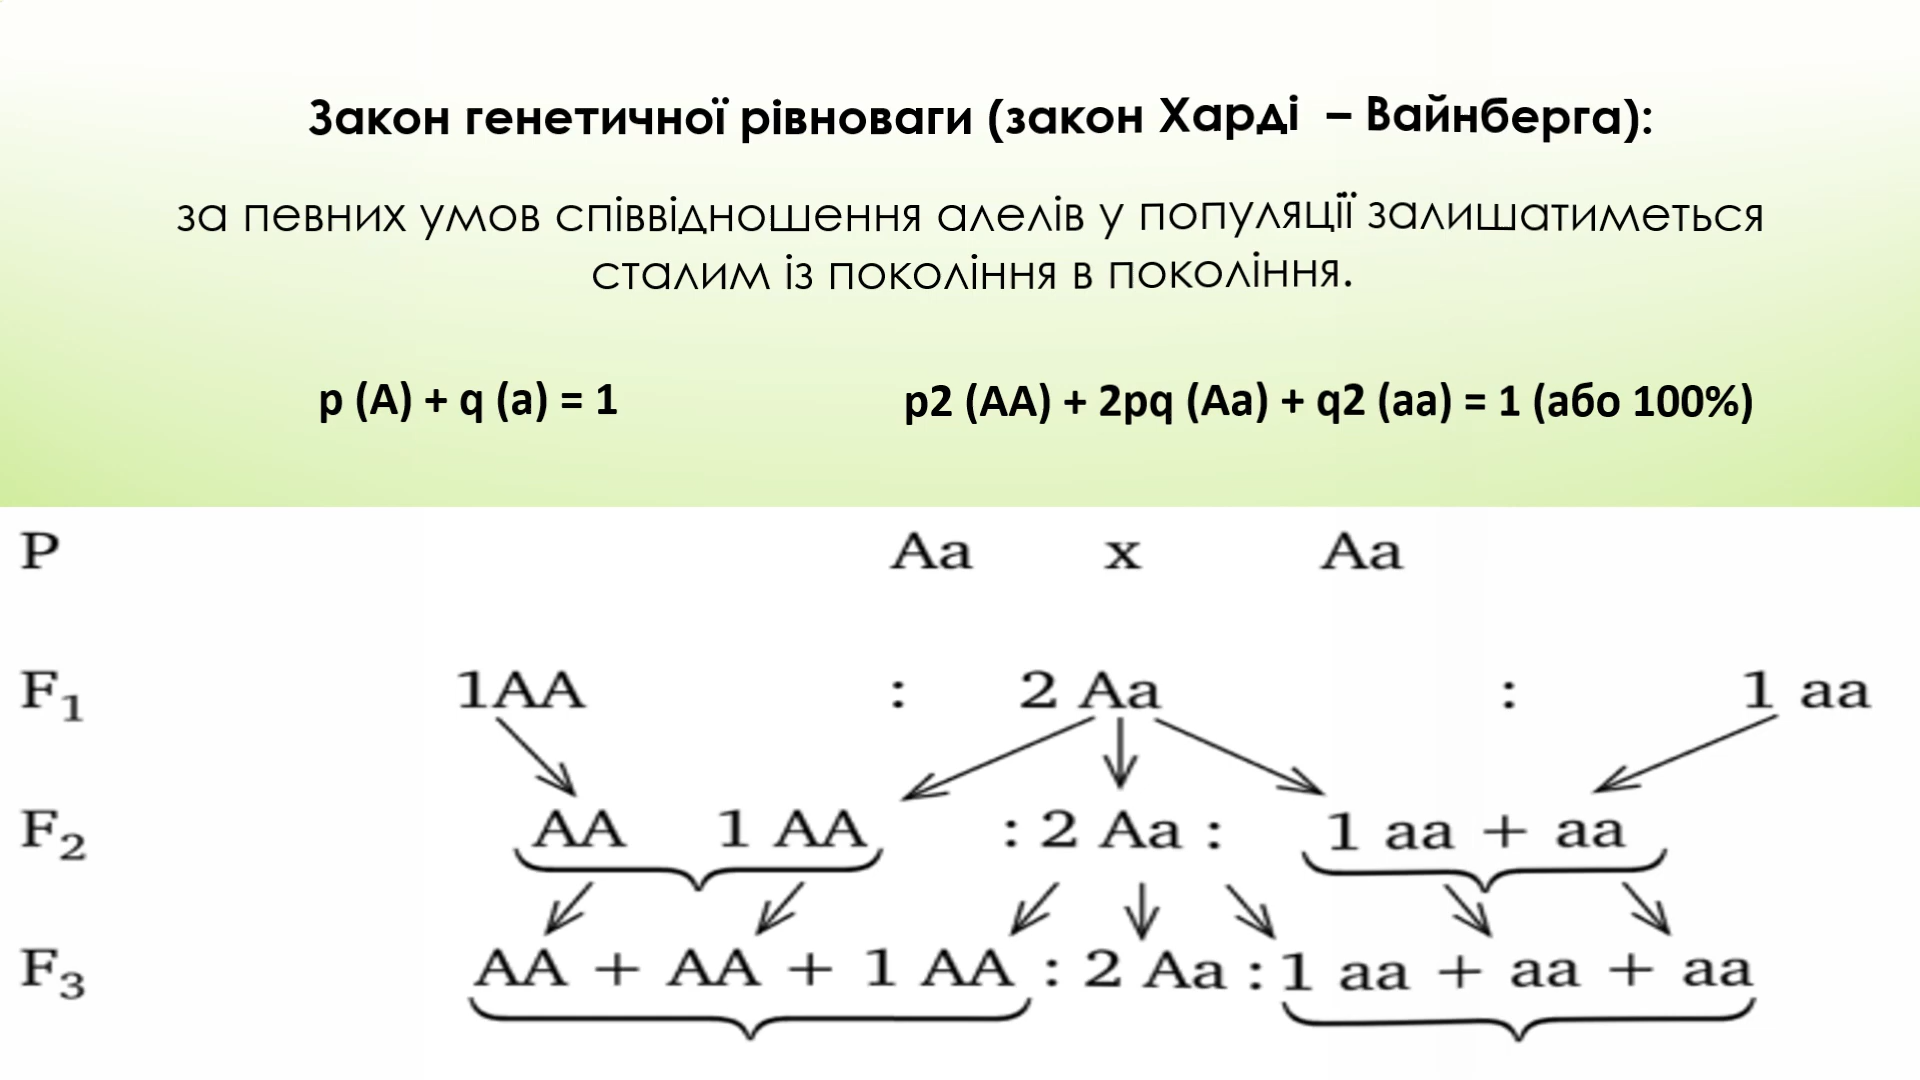 Закон генетичної рівноваги (закон Харді – Вайнберга):
за певних умов співвідношення алелів у популяції залишатиметься
сталим із покоління в покоління.
p (A) + q (a) = 1 p2 (AA) + 2pq (Aa) + q2 (aa) = 1 (або 100%)
P Aa x Aa
F₁ 1AA : 2 Aa : 1 aa
F₂ AA 1 AA : 2 Aa : 1 aa + aa
F₃ AA + AA + 1 AA : 2 Aa : 1 aa + aa + aa